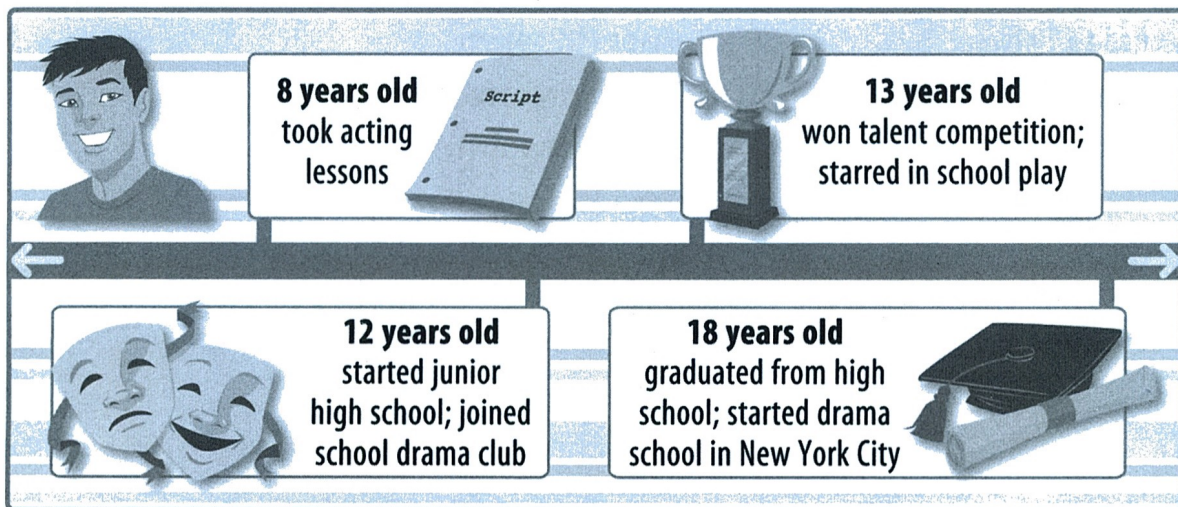 8 years old
took acting
lessons
Script
13 years old
won talent competition;
starred in school play
12 years old
started junior
high school; joined
school drama club
18 years old
graduated from high
school; started drama
school in New York City